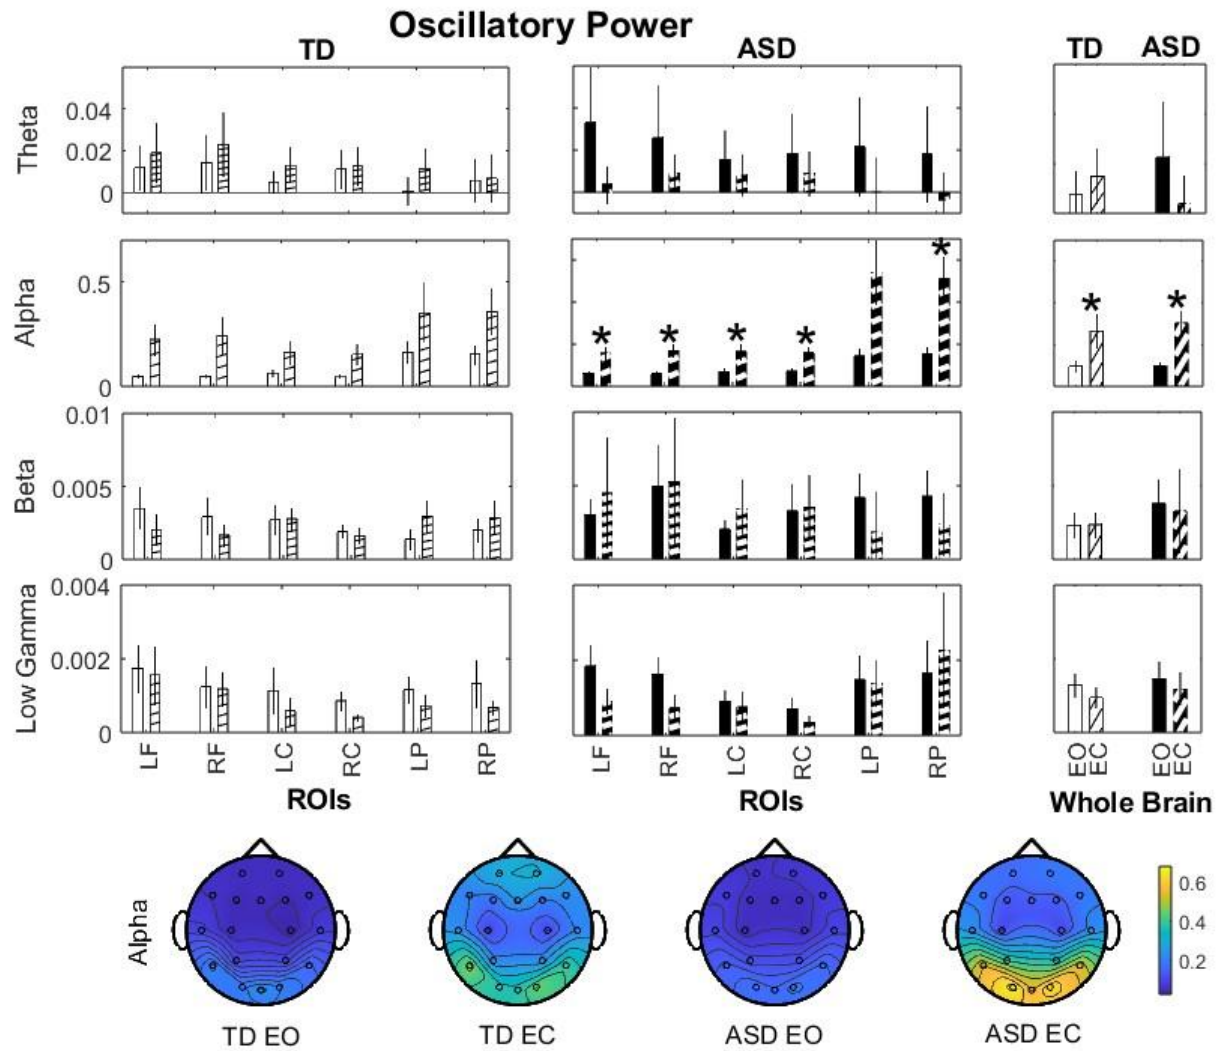 Oscillatory Power
TD
ASD
TD ASD
Theta
0.04
0.02
0
Alpha
0.5
0
*
*
*
*
*
*
*
Beta
0.01
0.005
0
Low Gamma
0.004
0.002
0
LF RF LC RC LP RP
LF RF LC RC LP RP
EO EC EO EC
ROIs
ROIs
Whole Brain
Alpha
0.6
0.4
0.2
TD EO
TD EC
ASD EO
ASD EC